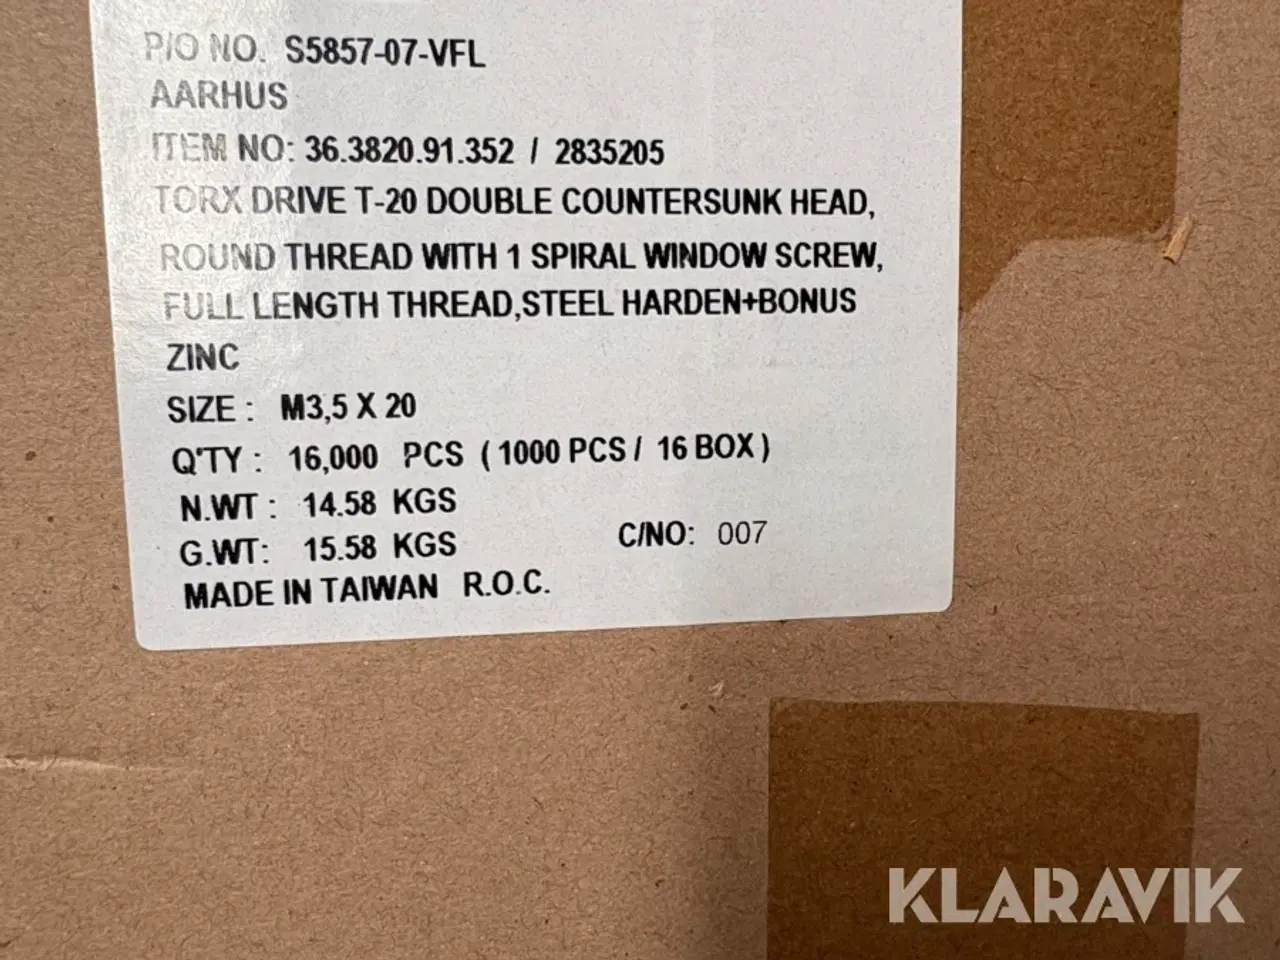 P/O NO. S5857-07-VFL
AARHUS
ITEM NO: 36.3820.91.352 / 2835205
TORX DRIVE T-20 DOUBLE COUNTERSUNK HEAD,
ROUND THREAD WITH 1 SPIRAL WINDOW SCREW,
FULL LENGTH THREAD,STEEL HARDEN+BONUS
ZINC
SIZE : M3,5 X 20
Q'TY : 16,000 PCS ( 1000 PCS / 16 BOX )
N.WT : 14.58 KGS
G.WT: 15.58 KGS
C/NO: 007
MADE IN TAIWAN R.O.C.
KLARAVIK